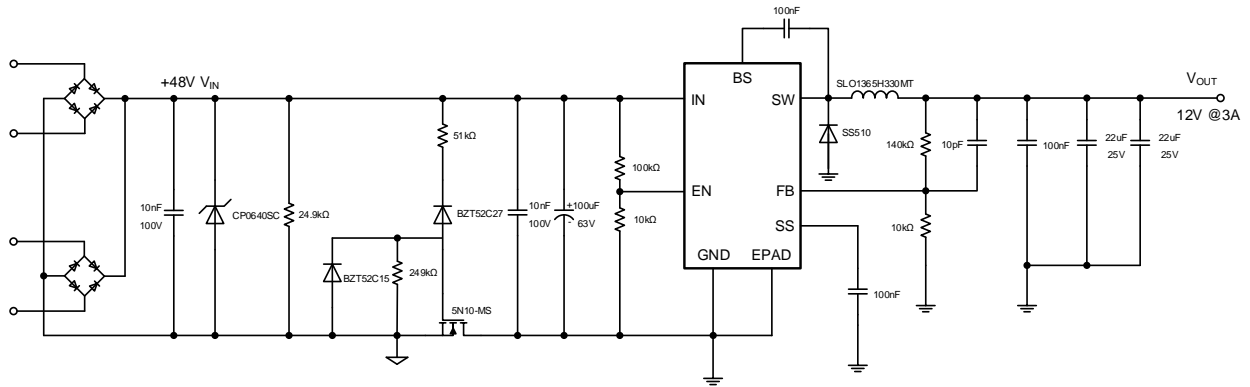 100nF
BS
SLO1365H330MT
V_OUT
+48V V_IN
IN
SW
12V @3A
51kΩ
SS510
140kΩ
10pF
100nF
22uF
25V
22uF
25V
100kΩ
EN
FB
10nF
100V
CP0640SC
24.9kΩ
BZT52C27
10nF
100V
+100uF
-
63V
10kΩ
10kΩ
SS
BZT52C15
249kΩ
GND
EPAD
100nF
5N10-MS